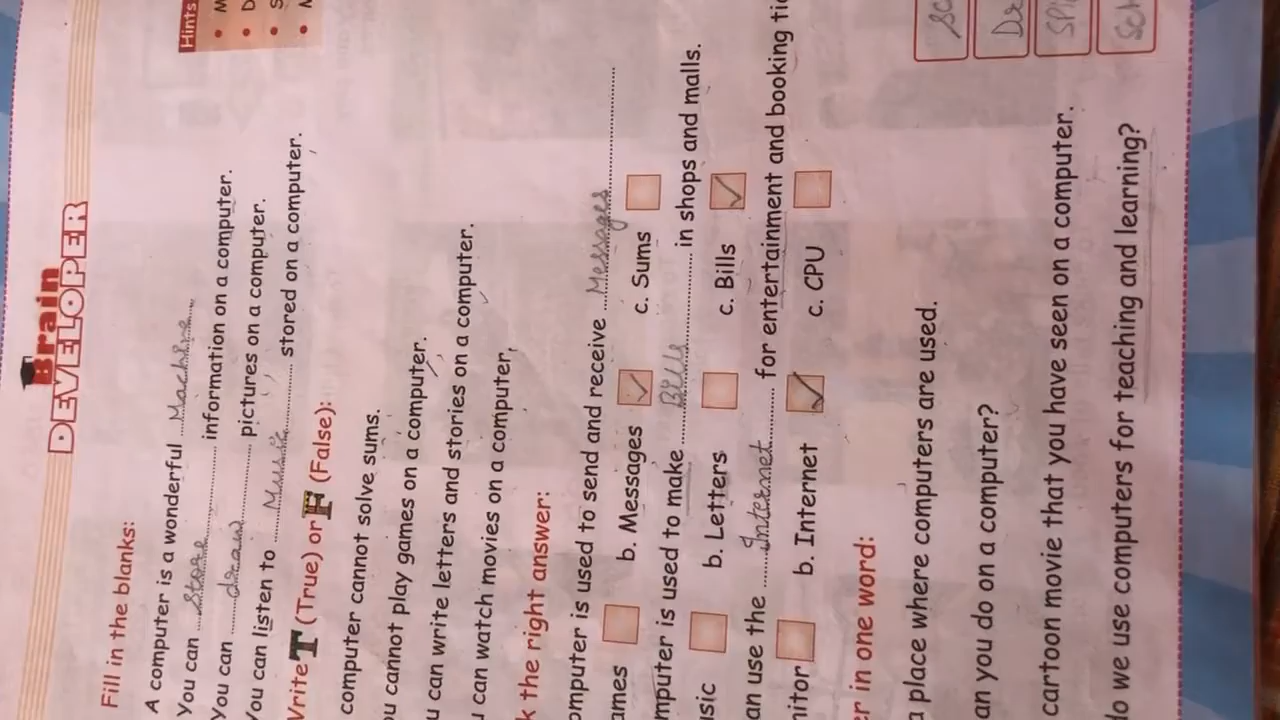 Brain
DEVELOPER
Fill in the blanks:
Hints
A computer is a wonderful Machine
You can Store information on a computer.
You can draw pictures on a computer.
You can listen to Music stored on a computer.
Write T (True) or F (False):
computer cannot solve sums.
ou cannot play games on a computer.
u can write letters and stories on a computer.
u can watch movies on a computer.
k the right answer:
omputer is used to send and receive Messages
ames b. Messages c. Sums
mputer is used to make Bills in shops and malls.
usic b. Letters c. Bills
an use the Internet for entertainment and booking tic
nitor b. Internet c. CPU
er in one word:
a place where computers are used. Sc
an you do on a computer? Dr
cartoon movie that you have seen on a computer. Spi
do we use computers for teaching and learning? Sch